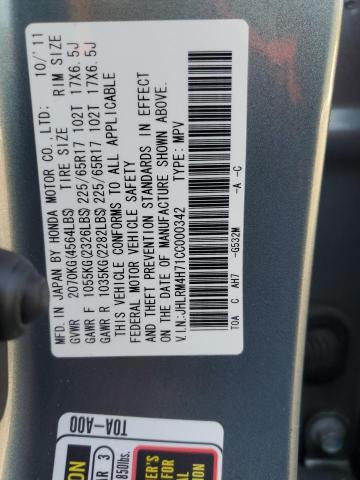 MFD. IN JAPAN BY HONDA MOTOR CO., LTD: 10/'11
TIRE SIZE RIM SIZE
GVWR 2070KG(4564LBS)
GAWR F 1055KG(2326LBS) 225/65R17 102T 17X6.5J
GAWR R 1035KG(2282LBS) 225/65R17 102T 17X6.5J
THIS VEHICLE CONFORMS TO ALL APPLICABLE
FEDERAL MOTOR VEHICLE SAFETY
AND THEFT PREVENTION STANDARDS IN EFFECT
ON THE DATE OF MANUFACTURE SHOWN ABOVE.
V.I.N:JHLRM4H71CC000342 TYPE: MPV
T0A C AH7 -G532M -A -C
T0A-A00
AR 3
850lbs.